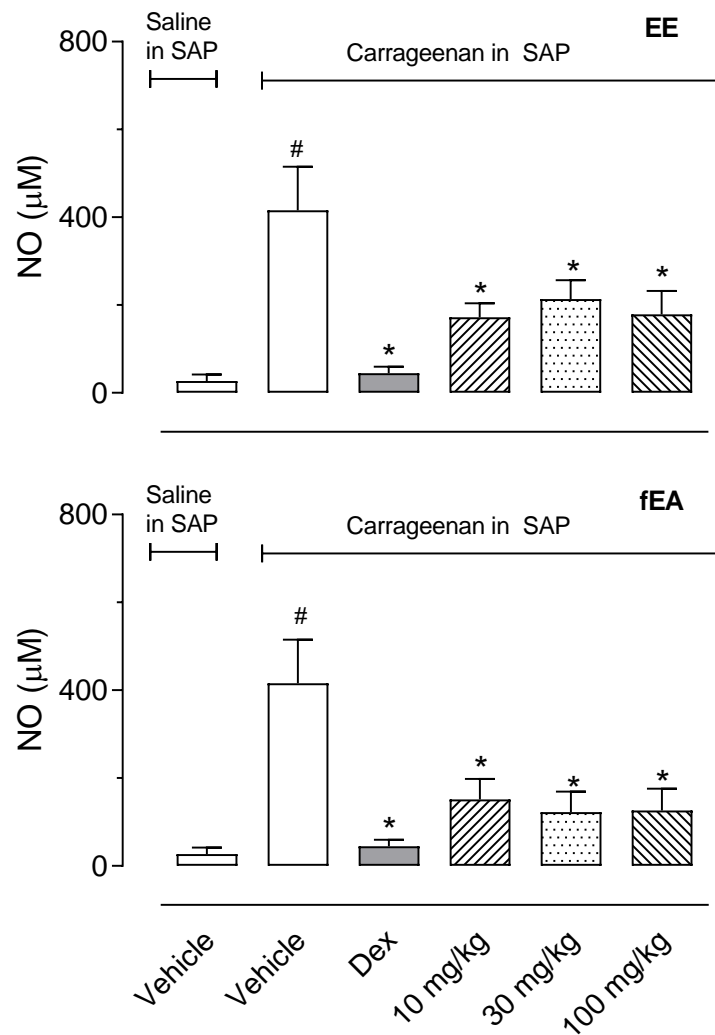 Saline
in SAP
EE
800
Carrageenan in SAP
#
NO (μM)
400
*
*
*
*
0
Saline
in SAP
fEA
800
Carrageenan in SAP
#
NO (μM)
400
*
*
*
*
0
Vehicle
Vehicle
Dex
10 mg/kg
30 mg/kg
100 mg/kg